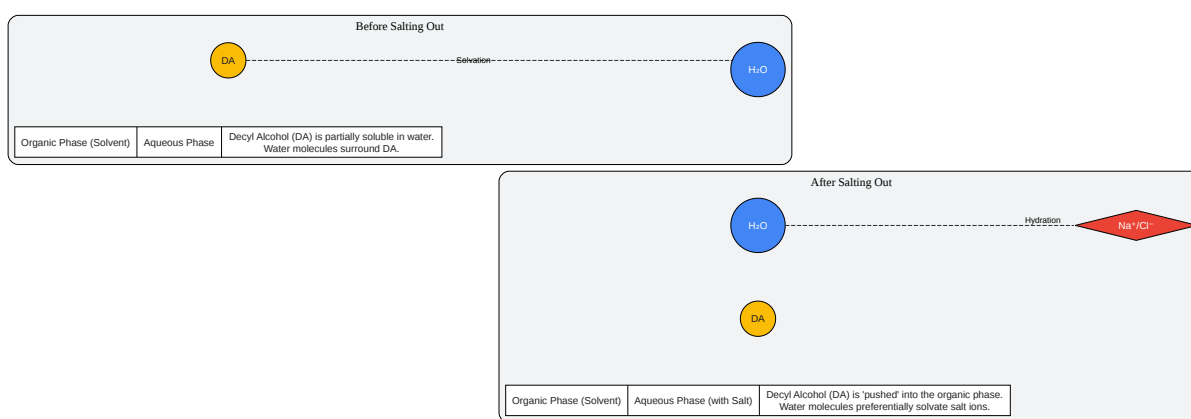 Before Salting Out
DA
Solvation
H₂O
Organic Phase (Solvent)
Aqueous Phase
Decyl Alcohol (DA) is partially soluble in water.
Water molecules surround DA.
After Salting Out
H₂O
Hydration
Na⁺/Cl⁻
DA
Organic Phase (Solvent)
Aqueous Phase (with Salt)
Decyl Alcohol (DA) is 'pushed' into the organic phase.
Water molecules preferentially solvate salt ions.